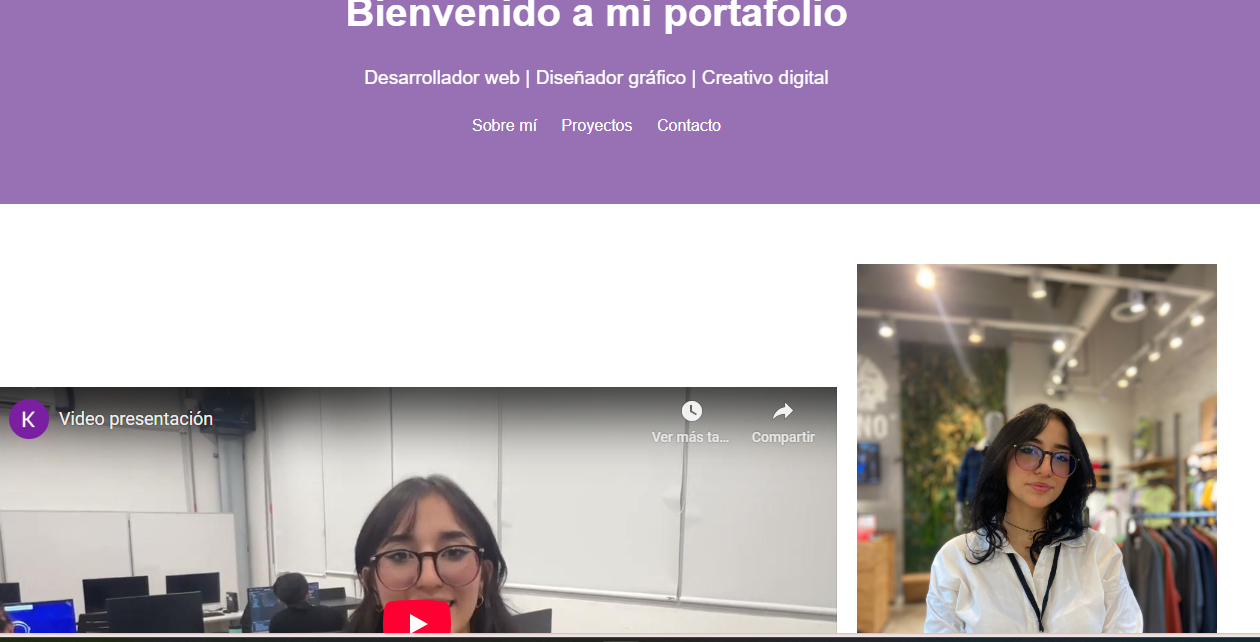 Bienvenido a mi portafolio
Desarrollador web | Diseñador gráfico | Creativo digital
Sobre mí Proyectos Contacto
K Video presentación
Ver más ta... Compartir
NO